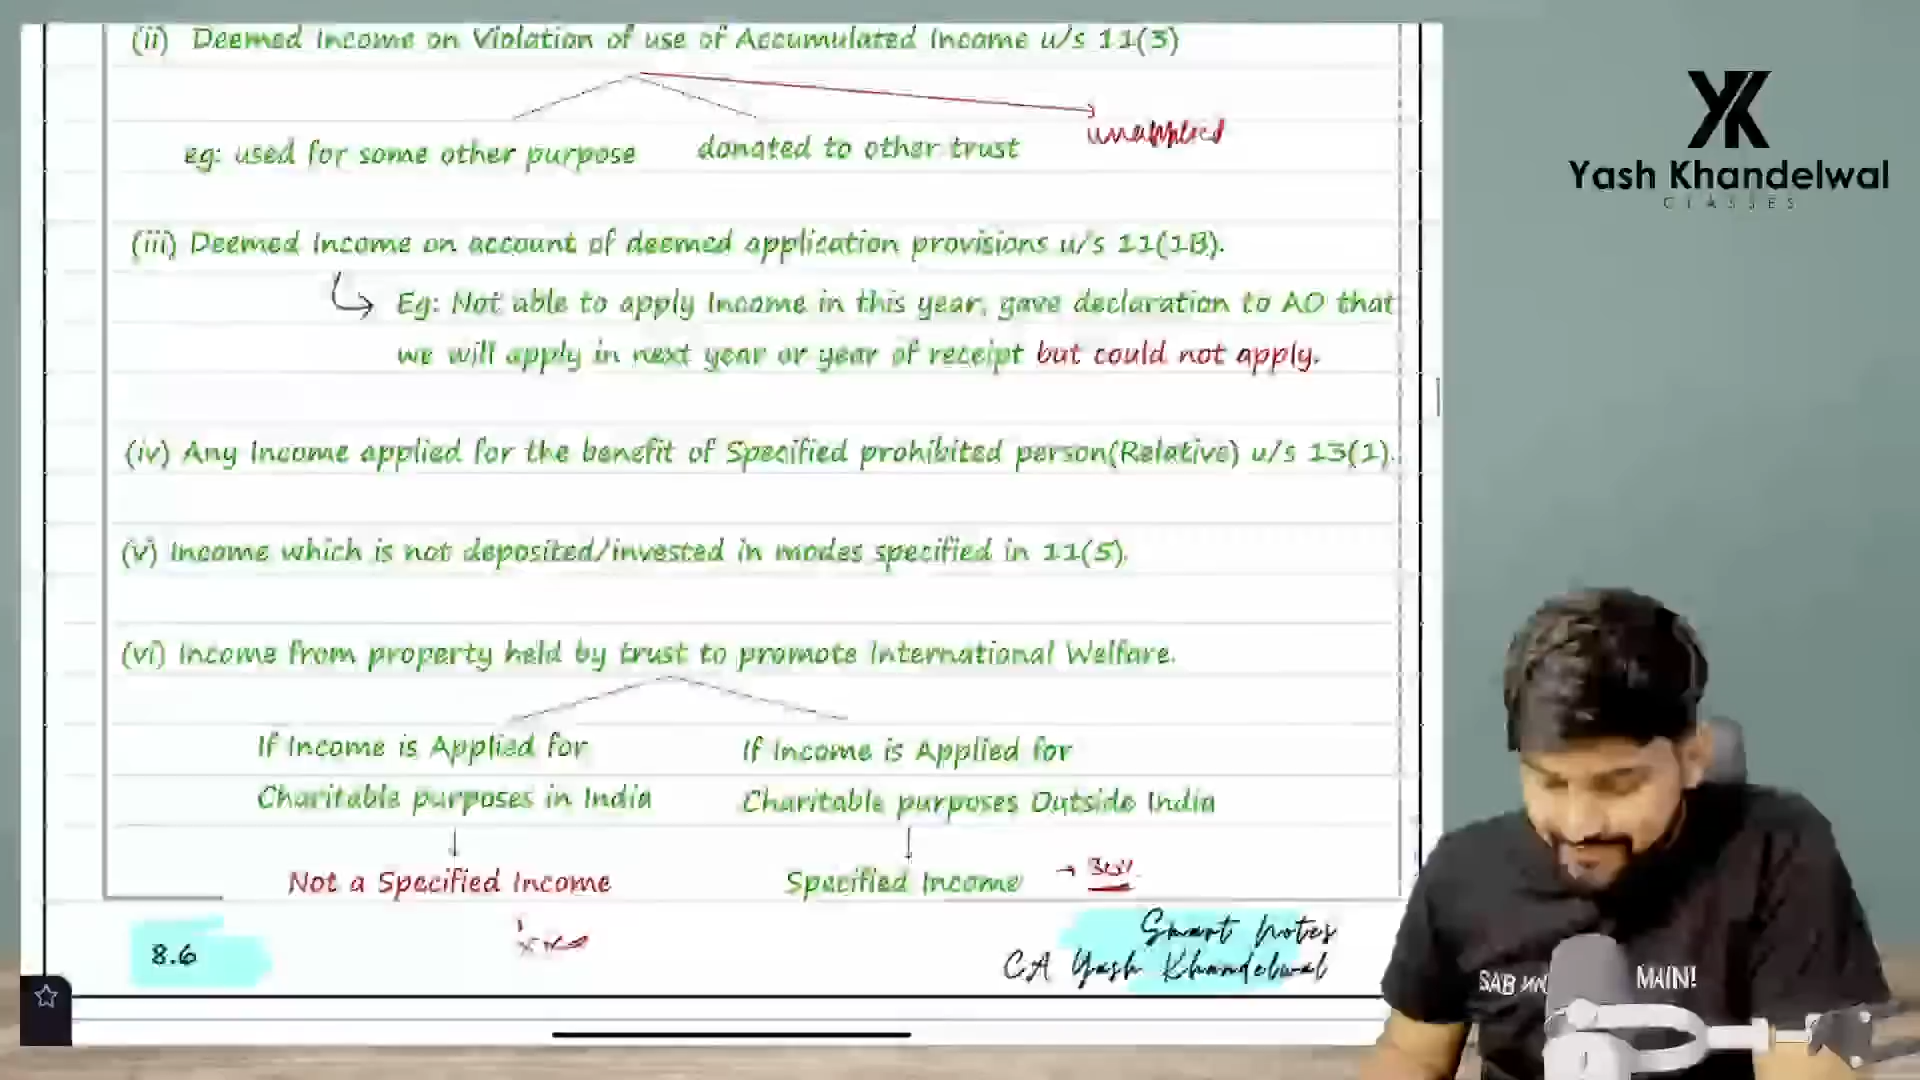 (ii) Deemed Income on Violation of use of Accumulated Income u/s 11(3)
eg: used for some other purpose
donated to other trust
unapplied
(iii) Deemed Income on account of deemed application provisions u/s 11(1B).
Eg: Not able to apply Income in this year, gave declaration to AO that
we will apply in next year or year of receipt but could not apply.
(iv) Any Income applied for the benefit of Specified prohibited person(Relative) u/s 13(1).
(v) Income which is not deposited/invested in modes specified in 11(5).
(vi) Income from property held by trust to promote International Welfare.
If Income is Applied for
Charitable purposes in India
Not a Specified Income
If Income is Applied for
Charitable purposes Outside India
Specified Income
8.6
Smart Notes
CA Yash Khandelwal
YK
Yash Khandelwal
CLASSES
SAB
MAIN!